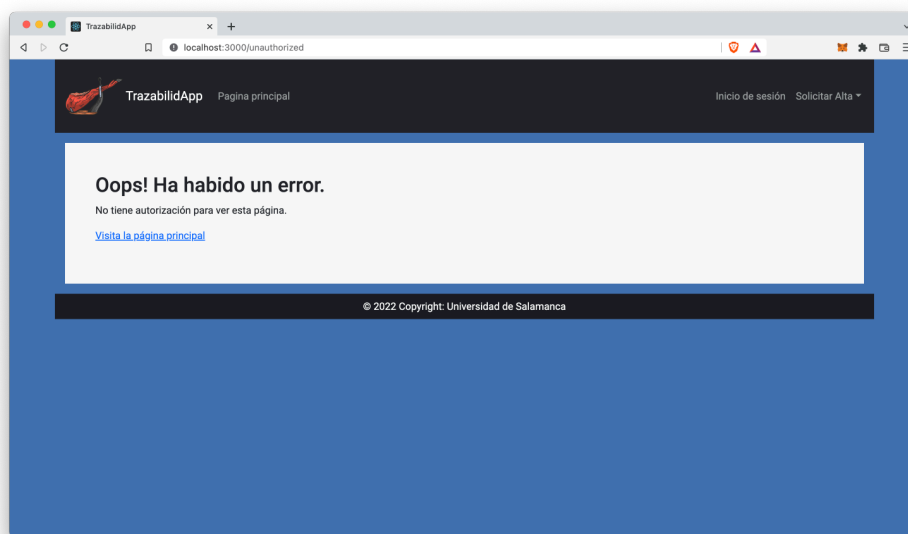 TrazabilidApp
localhost:3000/unauthorized
TrazabilidApp Pagina principal Inicio de sesión Solicitar Alta
Oops! Ha habido un error.
No tiene autorización para ver esta página.
Visita la página principal
© 2022 Copyright: Universidad de Salamanca